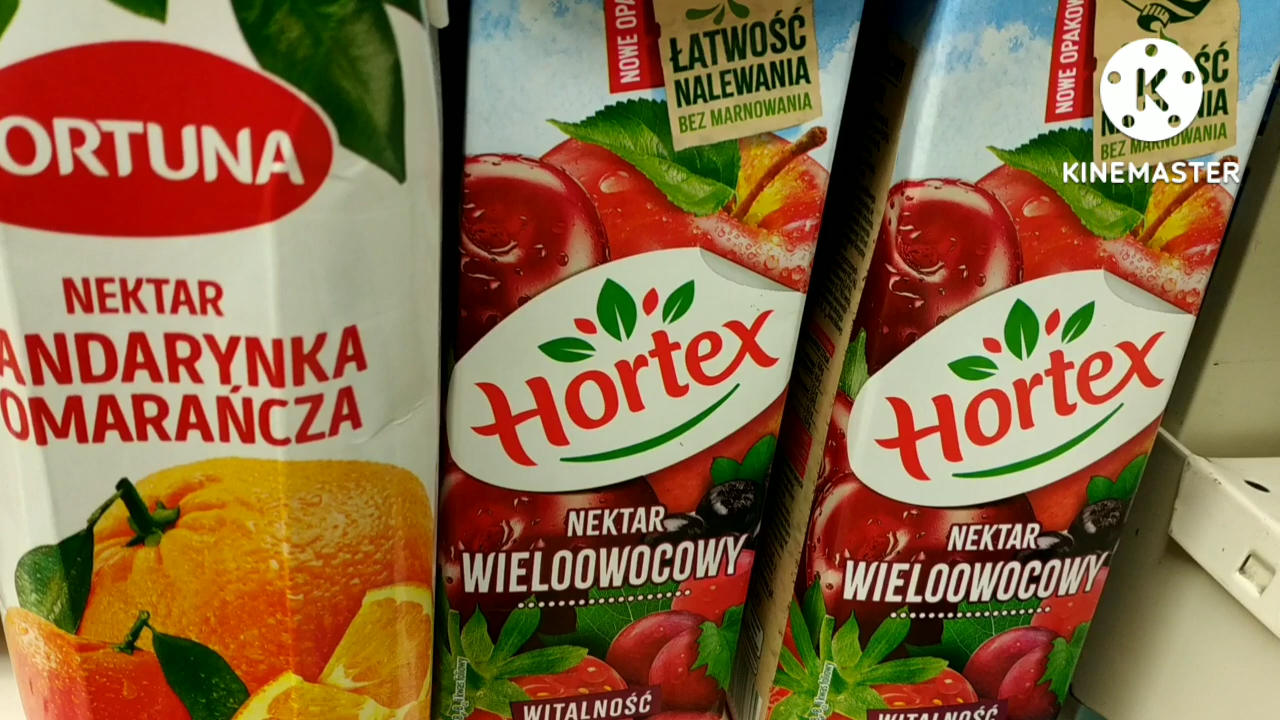 ORTUNA
NEKTAR
ANDARYNKA
OMARAŃCZA
NOWE OPA
ŁATWOŚĆ
NALEWANIA
BEZ MARNOWANIA
Hortex
NEKTAR
WIELOOWOCOWY
WITALNOŚĆ
NOWE OPAKOW
ŚĆ
NIA
BEZ MARNOWANIA
Hortex
NEKTAR
WIELOOWOCOWY
WITALNOŚĆ
K
KINEMASTER